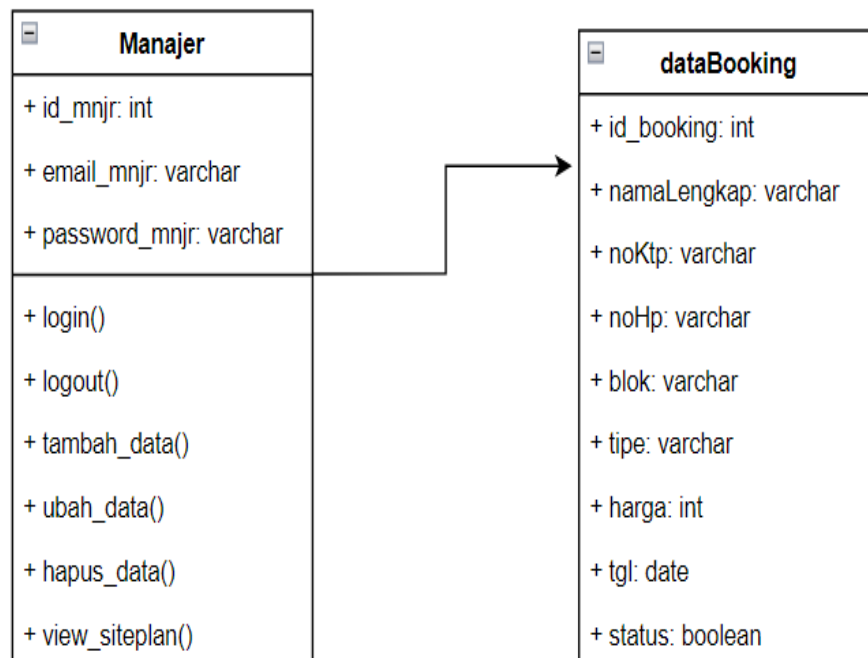 Manajer
+ id_mnjr: int
+ email_mnjr: varchar
+ password_mnjr: varchar
+ login()
+ logout()
+ tambah_data()
+ ubah_data()
+ hapus_data()
+ view_siteplan()
dataBooking
+ id_booking: int
+ namaLengkap: varchar
+ noKtp: varchar
+ noHp: varchar
+ blok: varchar
+ tipe: varchar
+ harga: int
+ tgl: date
+ status: boolean